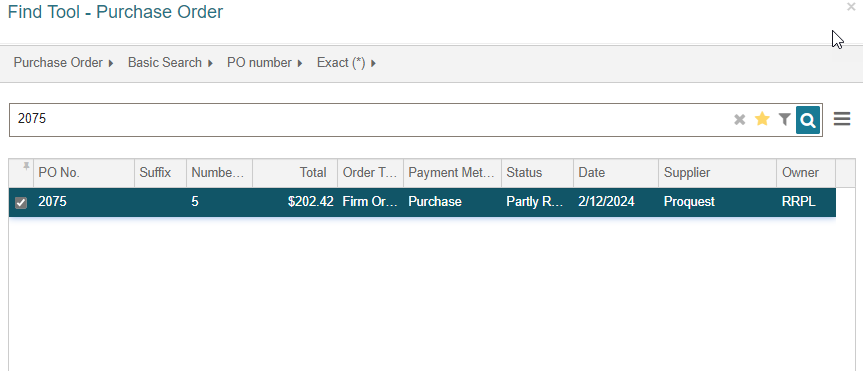 Find Tool - Purchase Order
Purchase Order Basic Search PO number Exact (*)
2075
PO No. Suffix Numbe... Total Order T... Payment Met... Status Date Supplier Owner
2075 5 $202.42 Firm Or... Purchase Partly R... 2/12/2024 Proquest RRPL